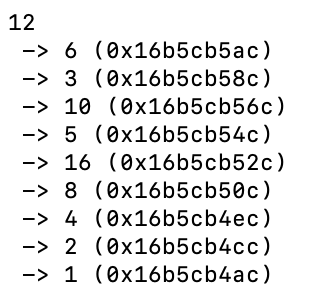 12
-> 6 (0x16b5cb5ac)
-> 3 (0x16b5cb58c)
-> 10 (0x16b5cb56c)
-> 5 (0x16b5cb54c)
-> 16 (0x16b5cb52c)
-> 8 (0x16b5cb50c)
-> 4 (0x16b5cb4ec)
-> 2 (0x16b5cb4cc)
-> 1 (0x16b5cb4ac)